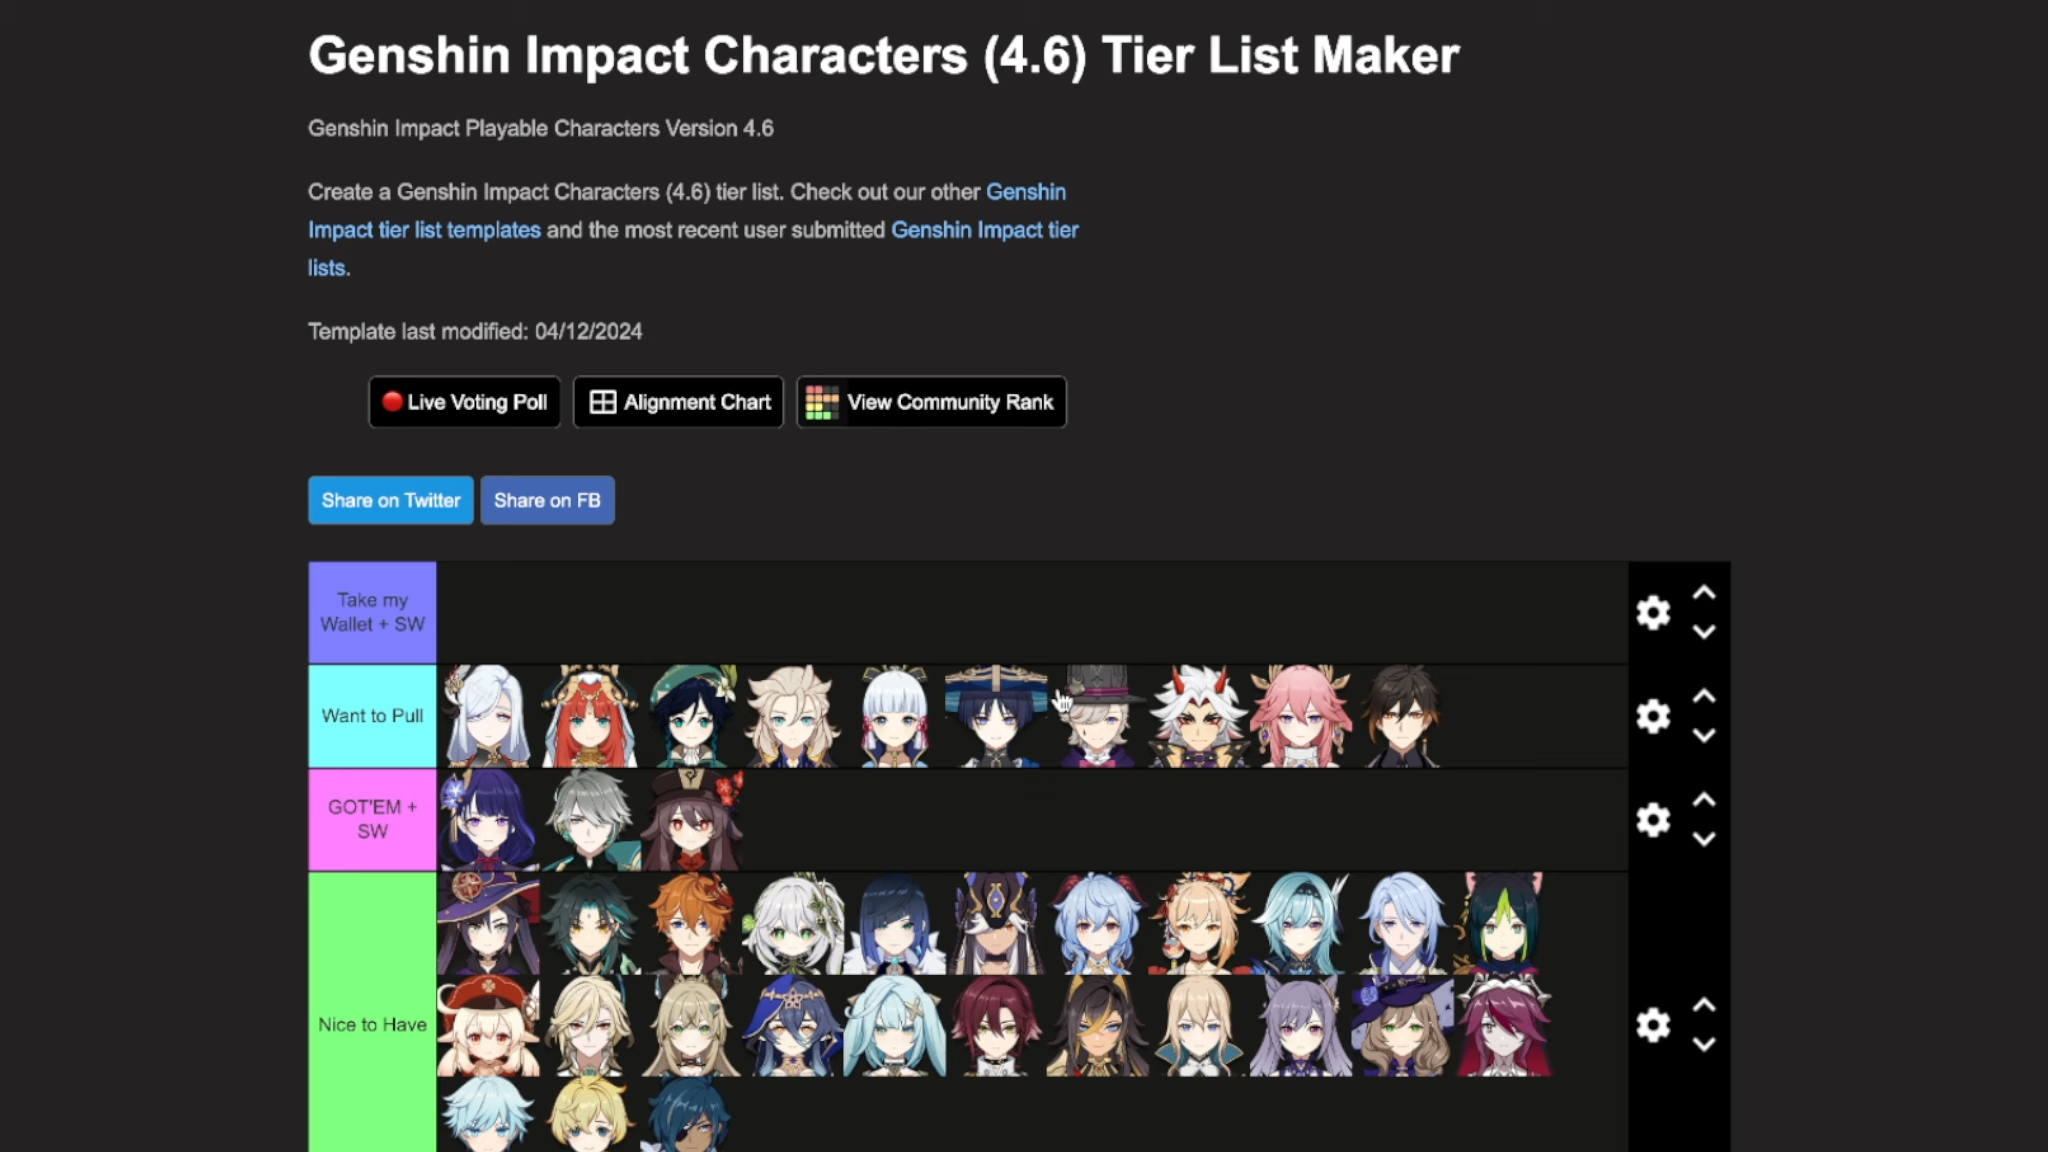 Genshin Impact Characters (4.6) Tier List Maker
Genshin Impact Playable Characters Version 4.6
Create a Genshin Impact Characters (4.6) tier list. Check out our other Genshin
Impact tier list templates and the most recent user submitted Genshin Impact tier
lists.
Template last modified: 04/12/2024
Live Voting Poll
Alignment Chart
View Community Rank
Share on Twitter
Share on FB
Take my
Wallet + SW
Want to Pull
GOT'EM +
SW
Nice to Have